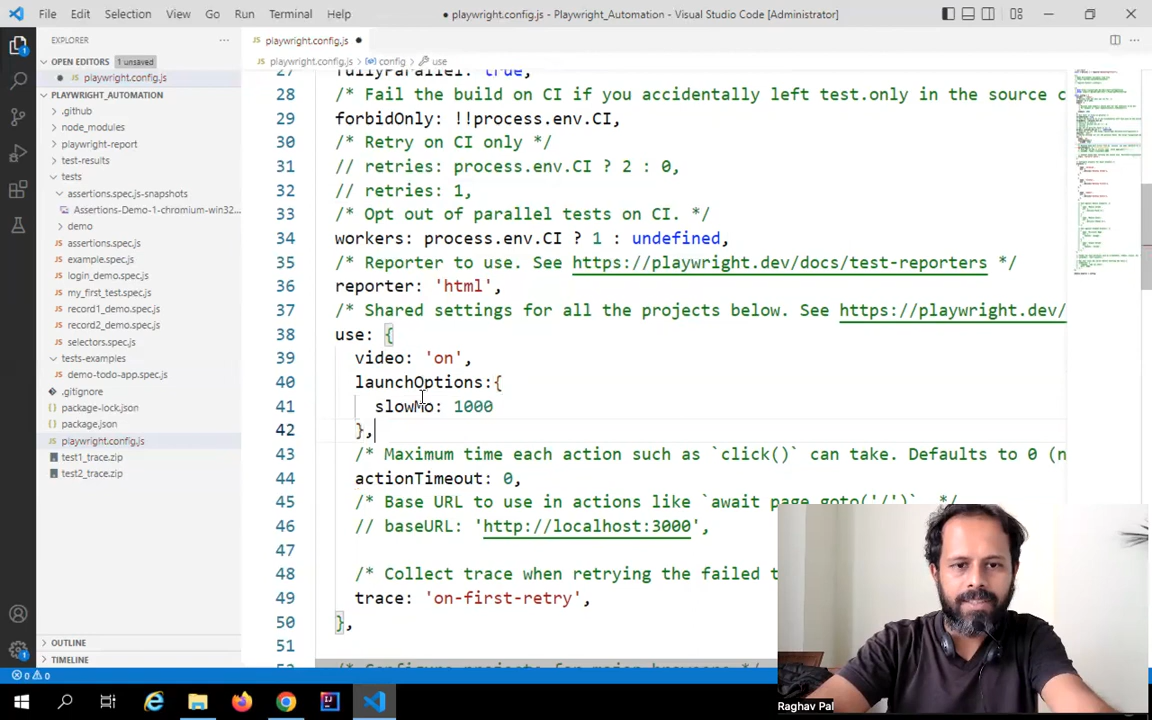 File Edit Selection View Go Run Terminal Help
● playwright.config.js - Playwright_Automation - Visual Studio Code [Administrator]
EXPLORER
playwright.config.js
OPEN EDITORS 1 unsaved
playwright.config.js
PLAYWRIGHT_AUTOMATION
.github
node_modules
playwright-report
test-results
tests
assertions.spec.js-snapshots
Assertions-Demo-1-chromium-win32...
demo
assertions.spec.js
example.spec.js
login_demo.spec.js
my_first_test.spec.js
record1_demo.spec.js
record2_demo.spec.js
selectors.spec.js
tests-examples
demo-todo-app.spec.js
.gitignore
package-lock.json
package.json
playwright.config.js
test1_trace.zip
test2_trace.zip
OUTLINE
TIMELINE
playwright.config.js > config > use
27 fullyParallel: true,
28 /* Fail the build on CI if you accidentally left test.only in the source c
29 forbidOnly: !!process.env.CI,
30 /* Retry on CI only */
31 // retries: process.env.CI ? 2 : 0,
32 // retries: 1,
33 /* Opt out of parallel tests on CI. */
34 workers: process.env.CI ? 1 : undefined,
35 /* Reporter to use. See https://playwright.dev/docs/test-reporters */
36 reporter: 'html',
37 /* Shared settings for all the projects below. See https://playwright.dev/
38 use: {
39 video: 'on',
40 launchOptions:{
41 slowMo: 1000
42 },
43 /* Maximum time each action such as `click()` can take. Defaults to 0 (n
44 actionTimeout: 0,
45 /* Base URL to use in actions like `await page.goto('/')`. */
46 // baseURL: 'http://localhost:3000',
47
48 /* Collect trace when retrying the failed t
49 trace: 'on-first-retry',
50 },
51
52 /* Configure projects for major browsers */
0 0
Raghav Pal